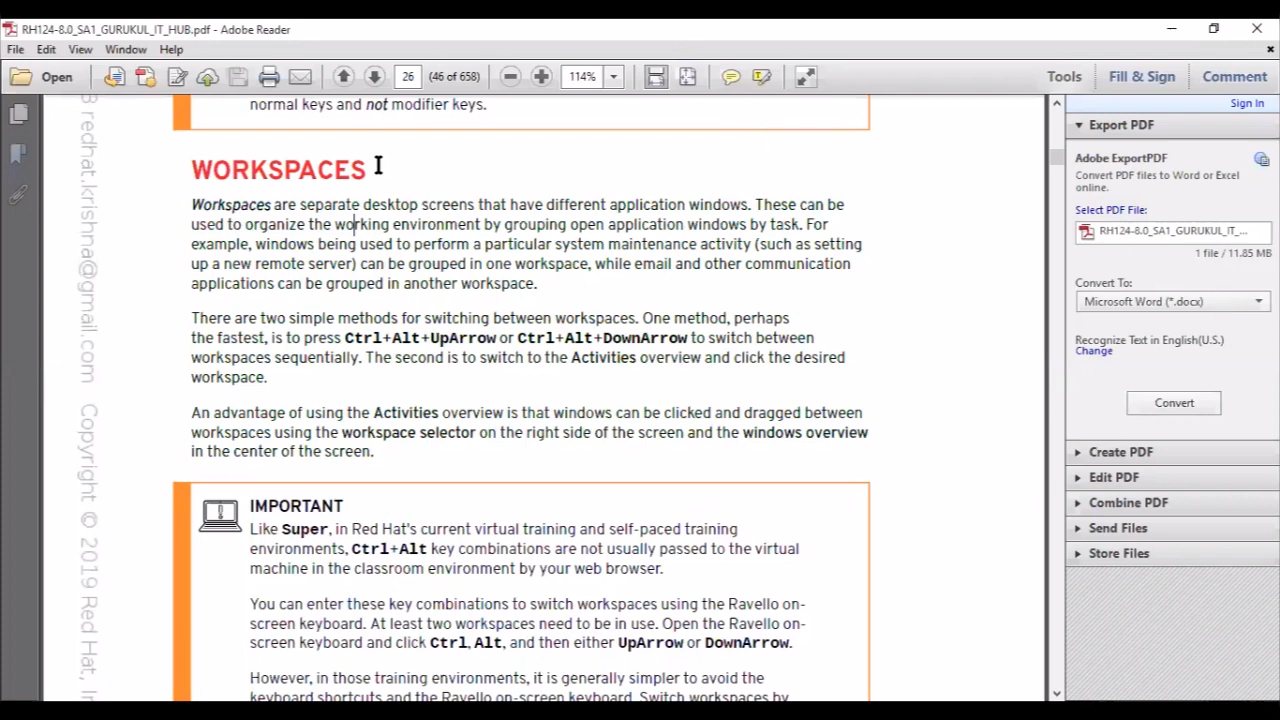 RH124-8.0_SA1_GURUKUL_IT_HUB.pdf - Adobe Reader
File Edit View Window Help
Open 26 (46 of 658) 114% Tools Fill & Sign Comment
Sign In
normal keys and not modifier keys.
WORKSPACES
Workspaces are separate desktop screens that have different application windows. These can be
used to organize the working environment by grouping open application windows by task. For
example, windows being used to perform a particular system maintenance activity (such as setting
up a new remote server) can be grouped in one workspace, while email and other communication
applications can be grouped in another workspace.
There are two simple methods for switching between workspaces. One method, perhaps
the fastest, is to press Ctrl+Alt+UpArrow or Ctrl+Alt+DownArrow to switch between
workspaces sequentially. The second is to switch to the Activities overview and click the desired
workspace.
An advantage of using the Activities overview is that windows can be clicked and dragged between
workspaces using the workspace selector on the right side of the screen and the windows overview
in the center of the screen.
IMPORTANT
Like Super, in Red Hat's current virtual training and self-paced training
environments, Ctrl+Alt key combinations are not usually passed to the virtual
machine in the classroom environment by your web browser.
You can enter these key combinations to switch workspaces using the Ravello on-
screen keyboard. At least two workspaces need to be in use. Open the Ravello on-
screen keyboard and click Ctrl, Alt, and then either UpArrow or DownArrow.
However, in those training environments, it is generally simpler to avoid the
keyboard shortcuts and the Ravello on-screen keyboard. Switch workspaces by
redhat.krishna@gmail.com Copyright © 2019 Red Hat,
Export PDF
Adobe ExportPDF
Convert PDF files to Word or Excel
online.
Select PDF File:
RH124-8.0_SA1_GURUKUL_IT_...
1 file / 11.85 MB
Convert To:
Microsoft Word (*.docx)
Recognize Text in English(U.S.)
Change
Convert
Create PDF
Edit PDF
Combine PDF
Send Files
Store Files